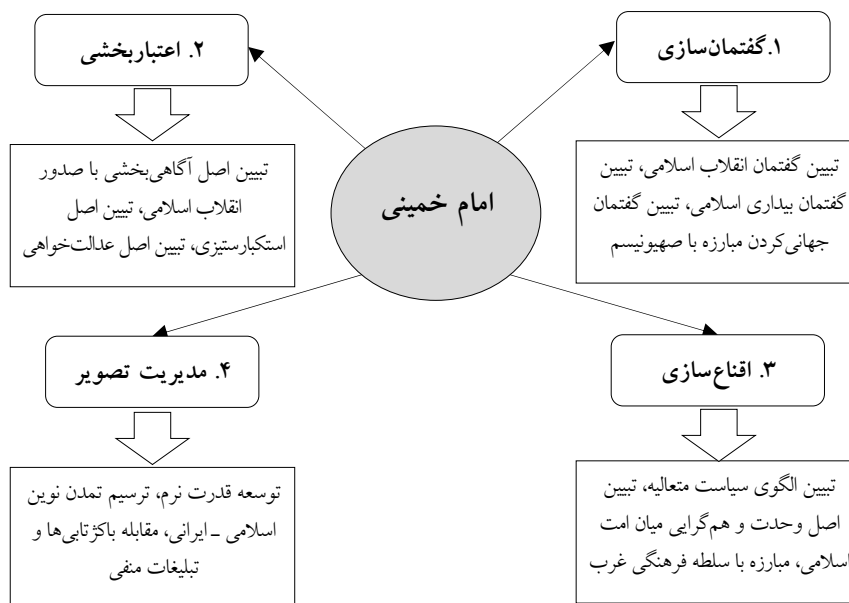 ۱.گفتمان‌سازی
تبیین گفتمان انقلاب اسلامی، تبیین
گفتمان بیداری اسلامی، تبیین گفتمان
جهانی‌کردن مبارزه با صهیونیسم
۲. اعتباربخشی
تبیین اصل آگاهی‌بخشی با صدور
انقلاب اسلامی، تبیین اصل
استکبارستیزی، تبیین اصل عدالت‌خواهی
امام خمینی
۳. اقناع‌سازی
تبیین الگوی سیاست متعالیه، تبیین
اصل وحدت و هم‌گرایی میان امت
اسلامی، مبارزه با سلطه فرهنگی غرب
۴. مدیریت تصویر
توسعه قدرت نرم، ترسیم تمدن نوین
اسلامی ـ ایرانی، مقابله باکژتابی‌ها و
تبلیغات منفی